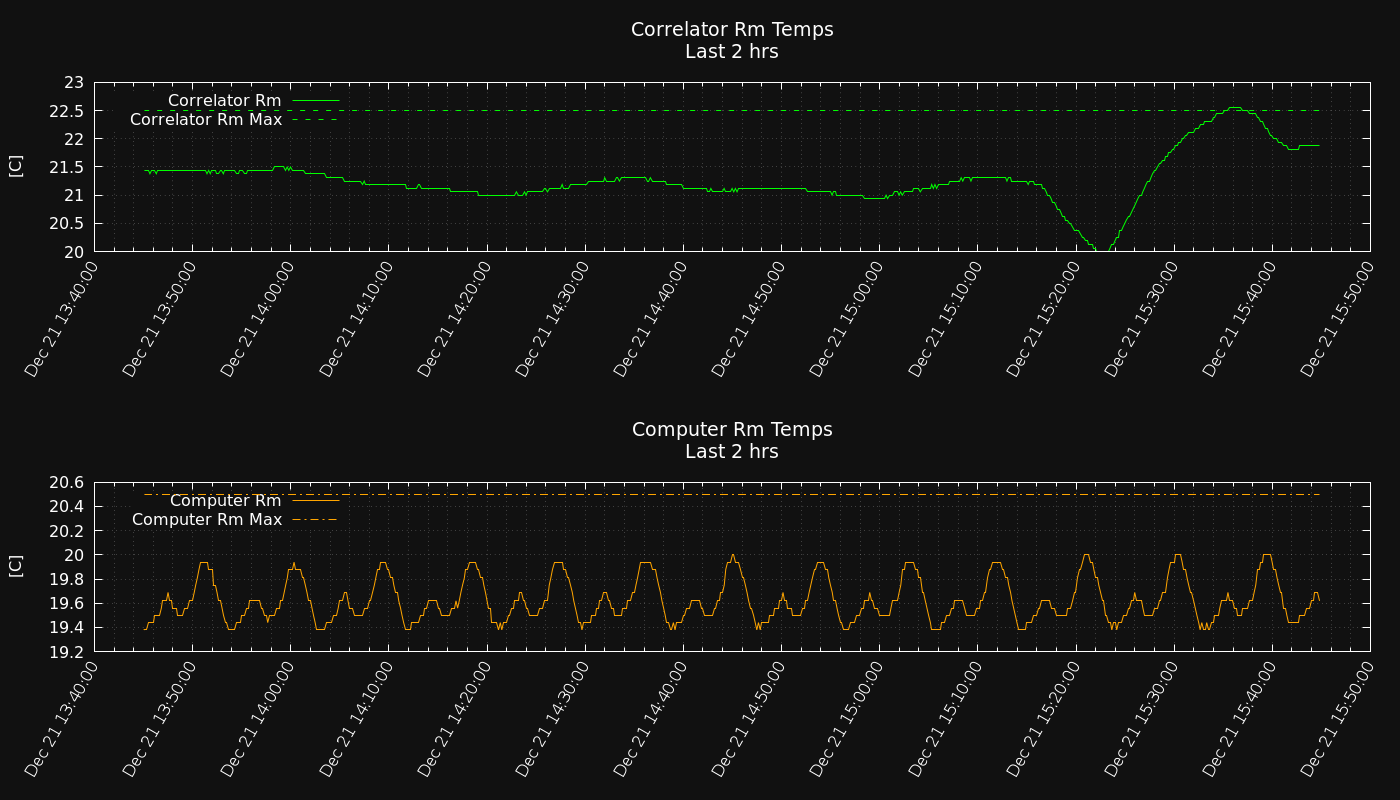 Correlator Rm Temps
Last 2 hrs
23
22.5
22
21.5
21
20.5
20
[C]
Correlator Rm
Correlator Rm Max
Dec 21 13:40:00
Dec 21 13:50:00
Dec 21 14:00:00
Dec 21 14:10:00
Dec 21 14:20:00
Dec 21 14:30:00
Dec 21 14:40:00
Dec 21 14:50:00
Dec 21 15:00:00
Dec 21 15:10:00
Dec 21 15:20:00
Dec 21 15:30:00
Dec 21 15:40:00
Dec 21 15:50:00
Computer Rm Temps
Last 2 hrs
20.6
20.4
20.2
20
19.8
19.6
19.4
19.2
[C]
Computer Rm
Computer Rm Max
Dec 21 13:40:00
Dec 21 13:50:00
Dec 21 14:00:00
Dec 21 14:10:00
Dec 21 14:20:00
Dec 21 14:30:00
Dec 21 14:40:00
Dec 21 14:50:00
Dec 21 15:00:00
Dec 21 15:10:00
Dec 21 15:20:00
Dec 21 15:30:00
Dec 21 15:40:00
Dec 21 15:50:00